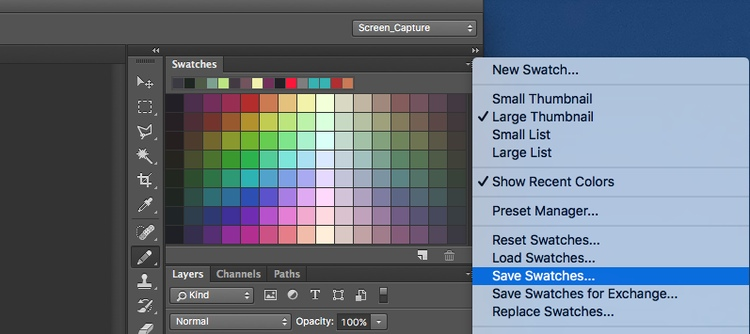 Screen_Capture
Swatches
New Swatch...
Small Thumbnail
✓ Large Thumbnail
Small List
Large List
✓ Show Recent Colors
Preset Manager...
Reset Swatches...
Load Swatches...
Save Swatches...
Save Swatches for Exchange...
Replace Swatches...
Layers Channels Paths
Kind
T
Normal Opacity: 100%